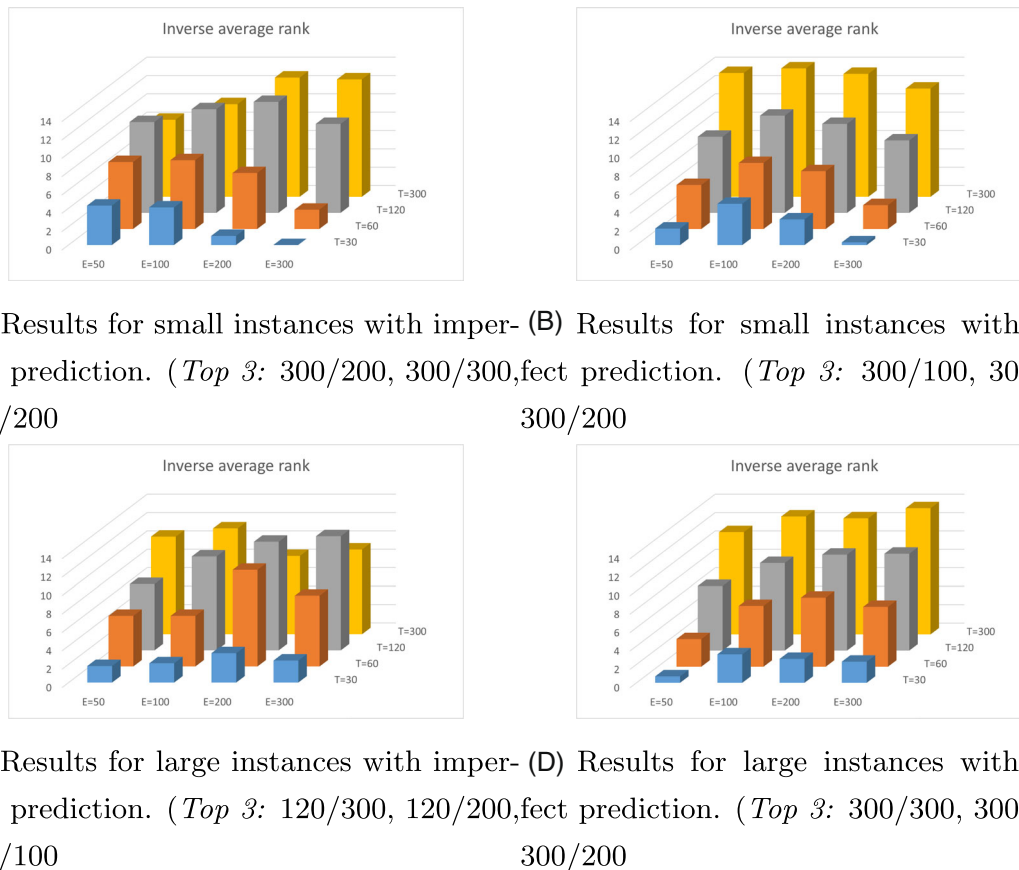 Inverse average rank
14
12
10
8
6
4
2
0
T=300
T=120
T=60
T=30
E=50 E=100 E=200 E=300
Results for small instances with imper-
prediction. (Top 3: 300/200, 300/300,
/200
Inverse average rank
14
12
10
8
6
4
2
0
T=300
T=120
T=60
T=30
E=50 E=100 E=200 E=300
(B) Results for small instances with
fect prediction. (Top 3: 300/100, 30
300/200
Inverse average rank
14
12
10
8
6
4
2
0
T=300
T=120
T=60
T=30
E=50 E=100 E=200 E=300
Results for large instances with imper-
prediction. (Top 3: 120/300, 120/200,
/100
Inverse average rank
14
12
10
8
6
4
2
0
T=300
T=120
T=60
T=30
E=50 E=100 E=200 E=300
(D) Results for large instances with
fect prediction. (Top 3: 300/300, 300
300/200